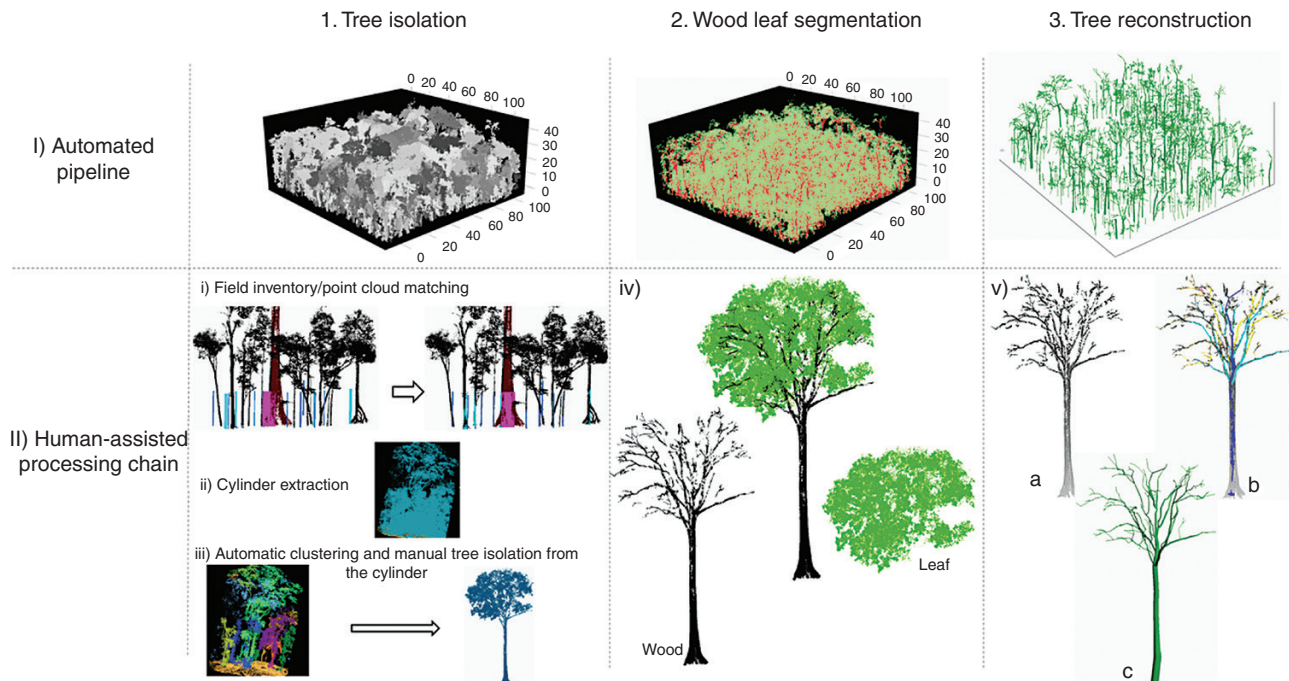 1. Tree isolation
2. Wood leaf segmentation
3. Tree reconstruction
I) Automated
pipeline
0
20
40
60
80
100
40
30
20
10
0
100
80
60
40
20
0
0
20
40
60
80
100
40
30
20
10
0
100
80
60
40
20
0
II) Human-assisted
processing chain
i) Field inventory/point cloud matching
ii) Cylinder extraction
iii) Automatic clustering and manual tree isolation from
the cylinder
iv)
Leaf
Wood
v)
a
b
c